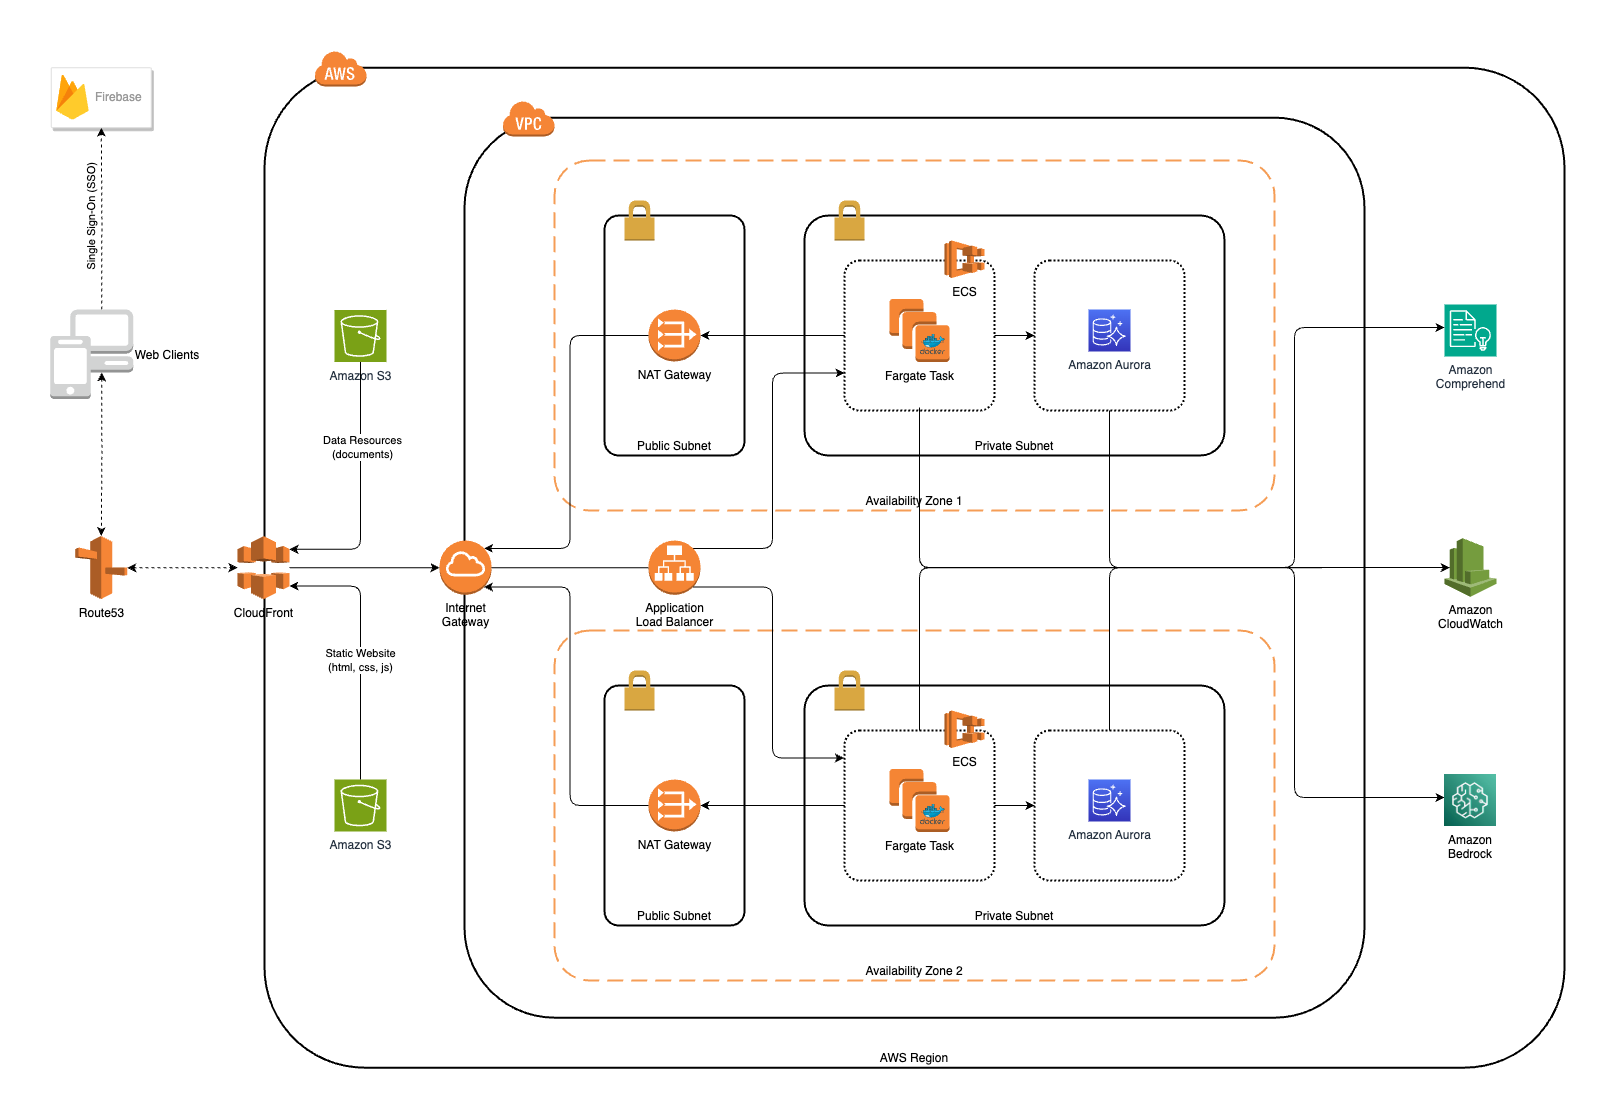 AWS
Firebase
VPC
Single Sign-On (SSO)
ECS
Web Clients
docker
Amazon S3
NAT Gateway
Fargate Task
Amazon Aurora
Amazon
Comprehend
Data Resources
(documents)
Public Subnet
Private Subnet
Availability Zone 1
Route53
CloudFront
Internet
Gateway
Application
Load Balancer
Amazon
CloudWatch
Static Website
(html, css, js)
ECS
docker
Amazon S3
NAT Gateway
Fargate Task
Amazon Aurora
Amazon
Bedrock
Public Subnet
Private Subnet
Availability Zone 2
AWS Region